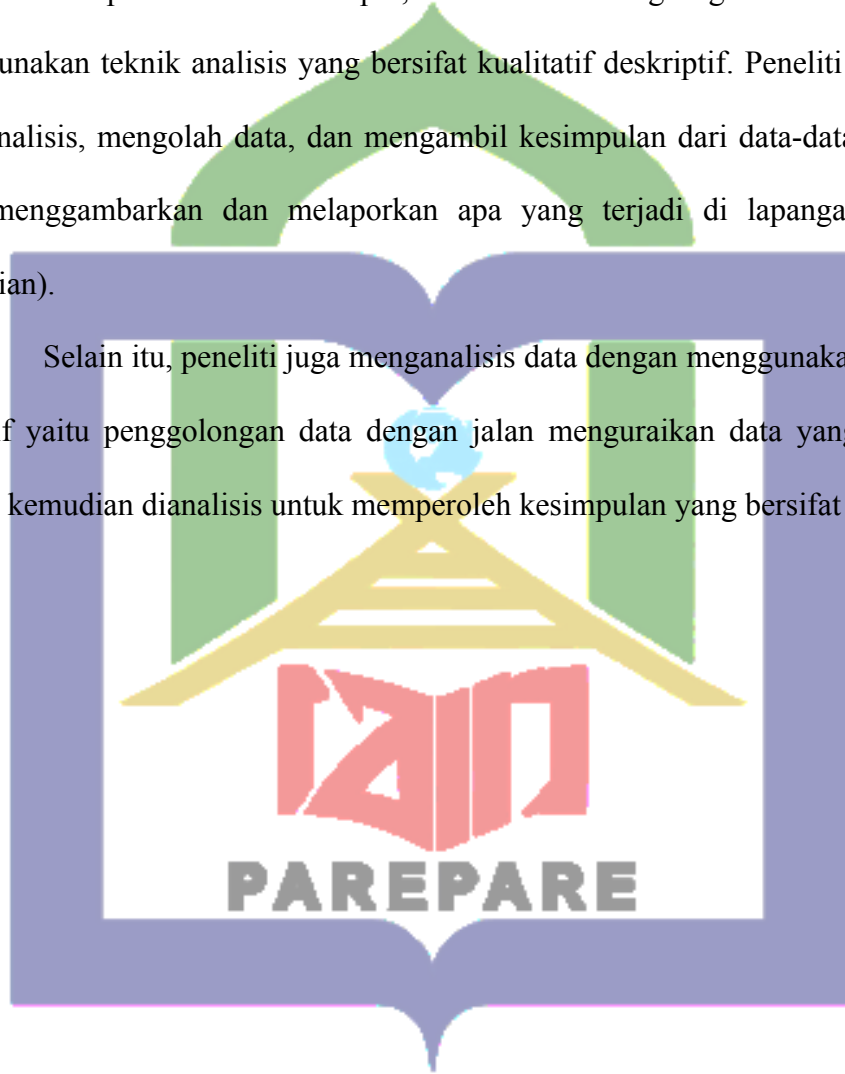 unakan teknik analisis yang bersifat kualitatif deskriptif. Peneliti
nalisis, mengolah data, dan mengambil kesimpulan dari data-data
menggambarkan dan melaporkan apa yang terjadi di lapanga
ian).
Selain itu, peneliti juga menganalisis data dengan menggunaka
f yaitu penggolongan data dengan jalan menguraikan data yang
kemudian dianalisis untuk memperoleh kesimpulan yang bersifat
iain
PAREPARE